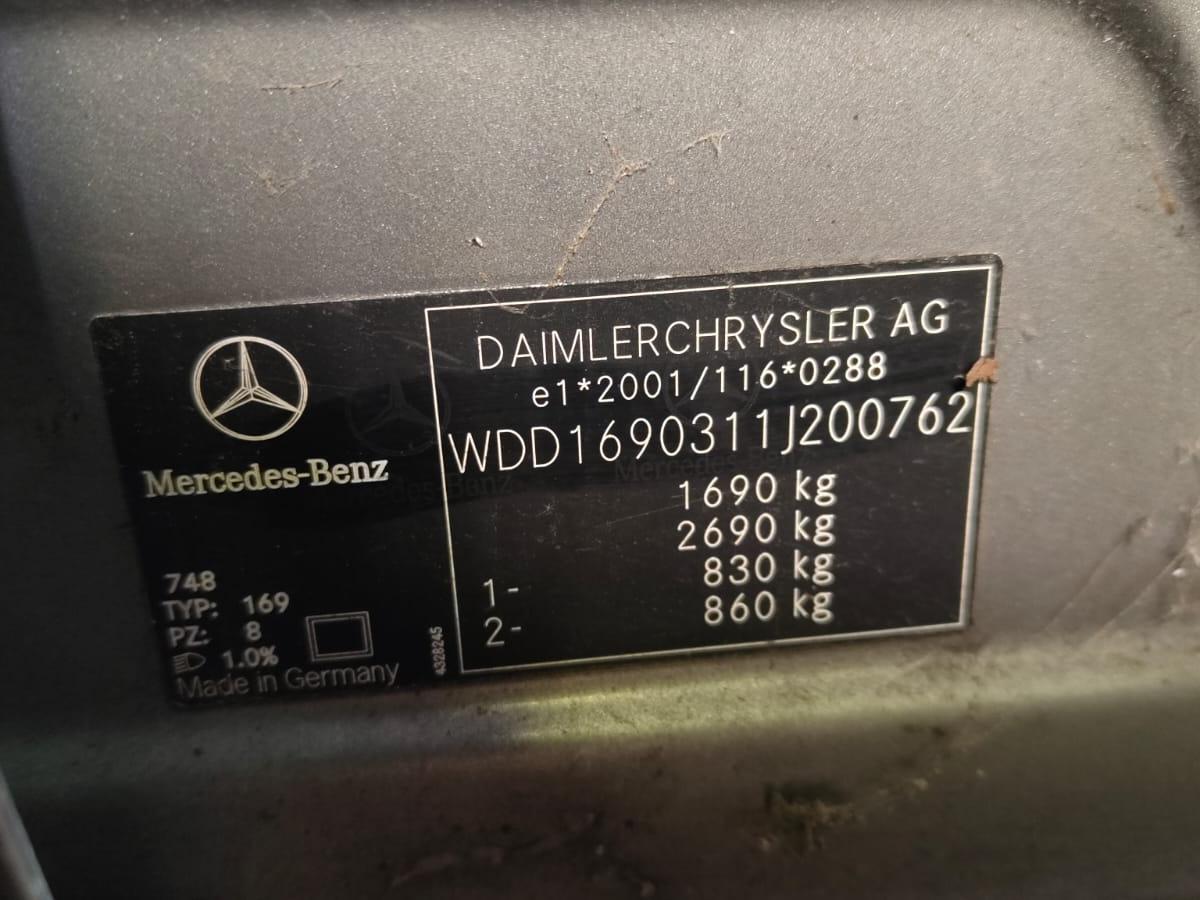 Mercedes-Benz
748
TYP: 169
PZ: 8
1.0%
Made in Germany
4328245
DAIMLERCHRYSLER AG
e1*2001/116*0288
WDD1690311J200762
1690 kg
2690 kg
1- 830 kg
2- 860 kg